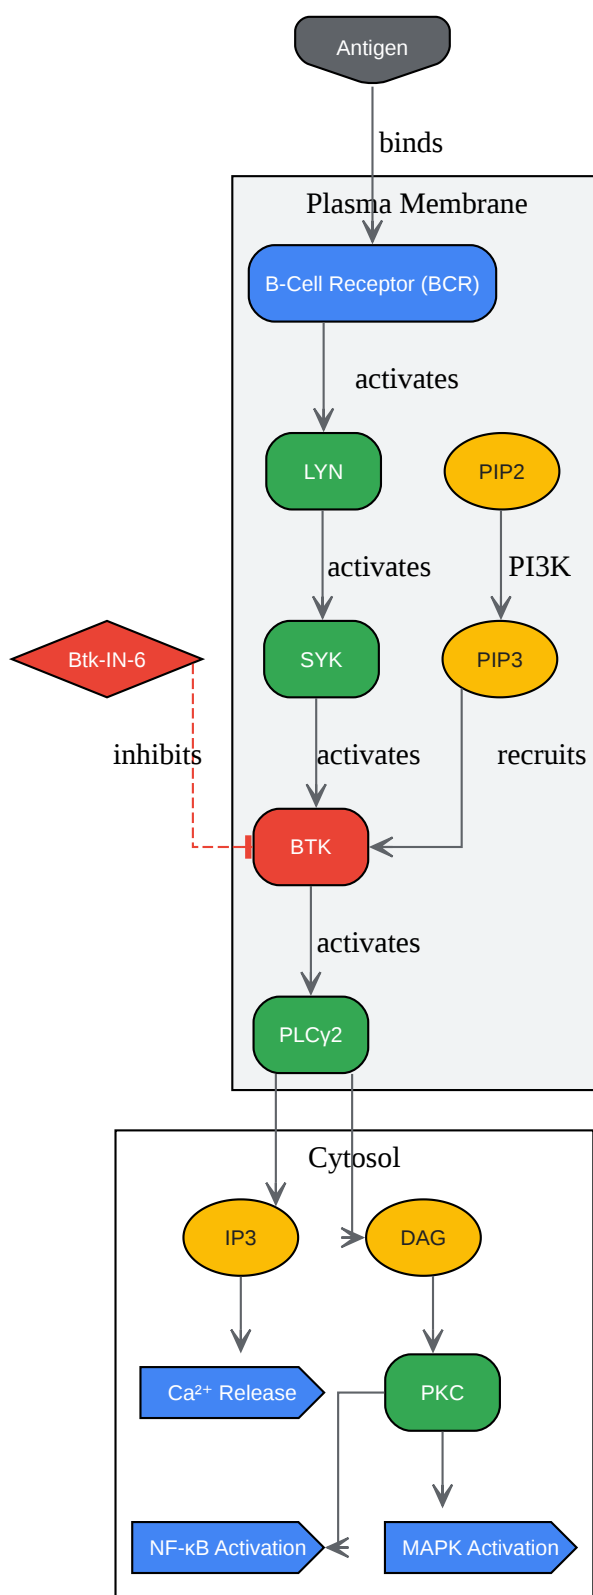 Antigen
binds
Plasma Membrane
B-Cell Receptor (BCR)
activates
LYN
PIP2
activates
PI3K
Btk-IN-6
SYK
PIP3
inhibits
activates
recruits
BTK
activates
PLCγ2
Cytosol
IP3
DAG
Ca²⁺ Release
PKC
NF-κB Activation
MAPK Activation